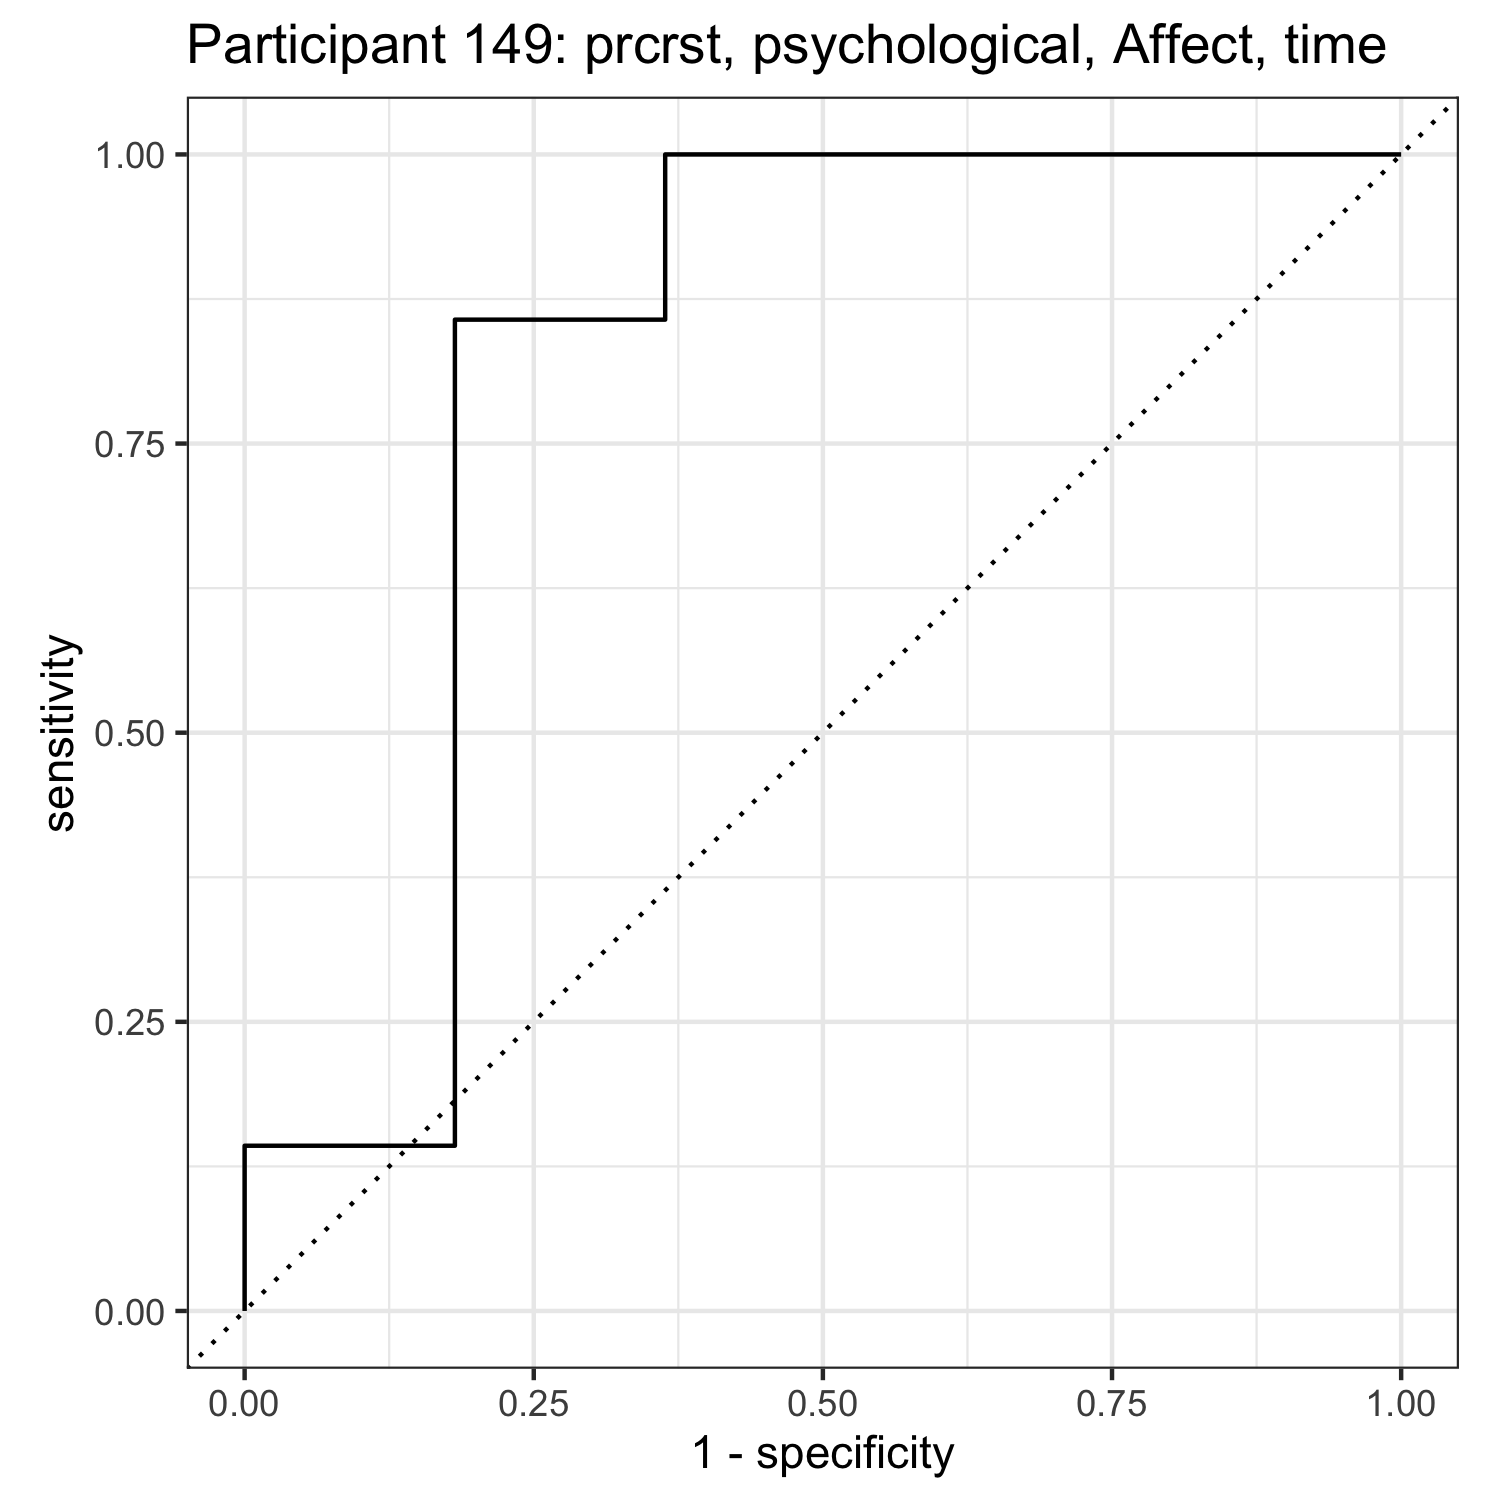 Participant 149: prcrst, psychological, Affect, time
sensitivity
1.00
0.75
0.50
0.25
0.00
0.00 0.25 0.50 0.75 1.00
1 - specificity